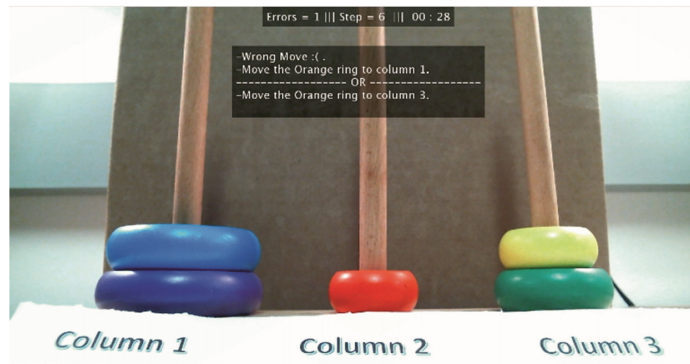 Errors = 1 ||| Step = 6 ||| 00 : 28
-Wrong Move :( .
-Move the Orange ring to column 1.
------------------ OR ------------------
-Move the Orange ring to column 3.
Column 1
Column 2
Column 3